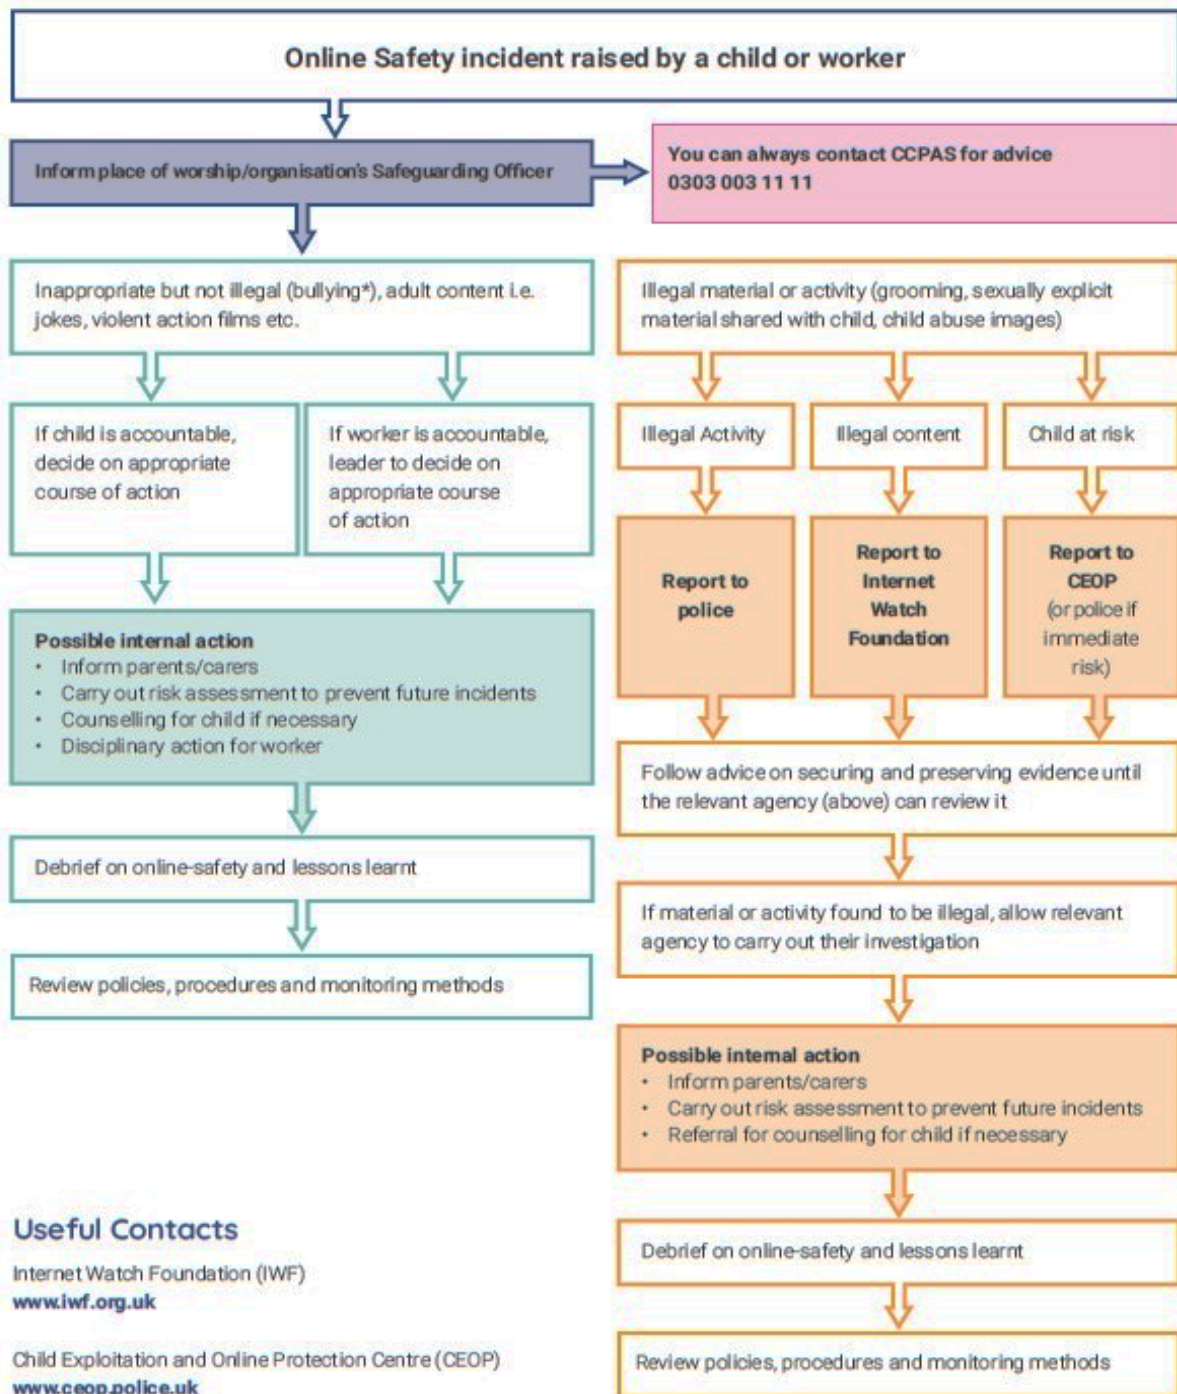 Online Safety incident raised by a child or worker
Inform place of worship/organisation's Safeguarding Officer
You can always contact CCPAS for advice
0303 003 11 11
Inappropriate but not illegal (bullying*), adult content i.e.
jokes, violent action films etc.
If child is accountable,
decide on appropriate
course of action
If worker is accountable,
leader to decide on
appropriate course
of action
Possible internal action
• Inform parents/carers
• Carry out risk assessment to prevent future incidents
• Counselling for child if necessary
• Disciplinary action for worker
Debrief on online-safety and lessons learnt
Review policies, procedures and monitoring methods
Illegal material or activity (grooming, sexually explicit
material shared with child, child abuse images)
Illegal Activity
Illegal content
Child at risk
Report to
police
Report to
Internet
Watch
Foundation
Report to
CEOP
(or police if
immediate
risk)
Follow advice on securing and preserving evidence until
the relevant agency (above) can review it
If material or activity found to be illegal, allow relevant
agency to carry out their investigation
Possible internal action
• Inform parents/carers
• Carry out risk assessment to prevent future incidents
• Referral for counselling for child if necessary
Debrief on online-safety and lessons learnt
Review policies, procedures and monitoring methods
Useful Contacts
Internet Watch Foundation (IWF)
www.iwf.org.uk
Child Exploitation and Online Protection Centre (CEOP)
www.ceop.police.uk